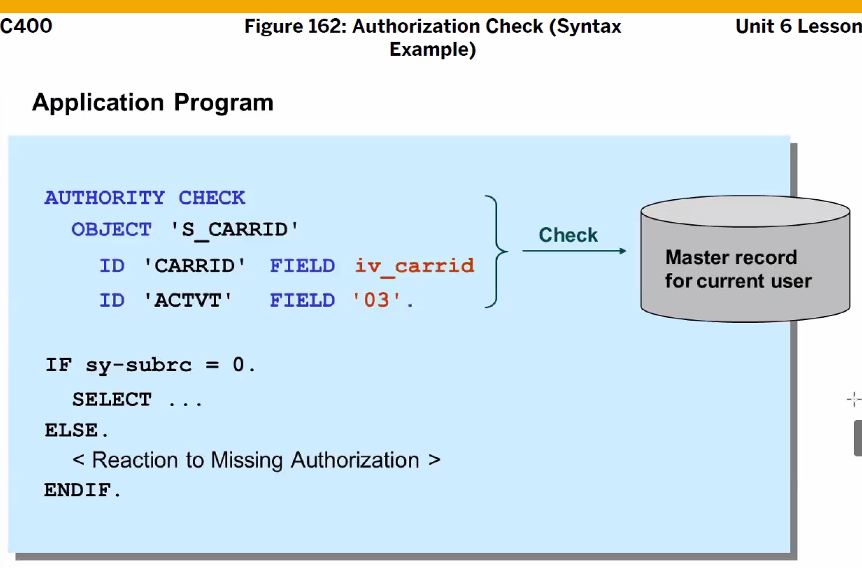 C400 Figure 162: Authorization Check (Syntax Unit 6 Lesson
Example)
Application Program
AUTHORITY CHECK
OBJECT 'S_CARRID'
ID 'CARRID' FIELD iv_carrid
ID 'ACTVT' FIELD '03'.
Check
Master record
for current user
IF sy-subrc = 0.
SELECT ...
ELSE.
< Reaction to Missing Authorization >
ENDIF.